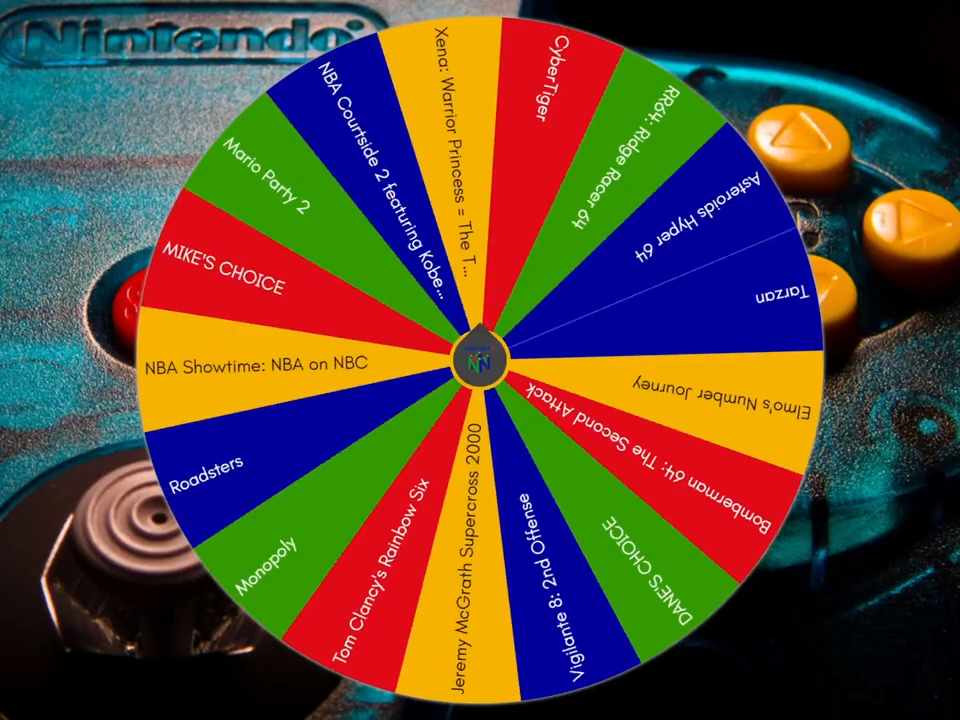 Nintendo®
Xena: Warrior Princess = The T...
CyberTiger
RR64: Ridge Racer 64
Asteroids Hyper 64
Tarzan
Elmo's Number Journey
Bomberman 64: The Second Attack
DANE'S CHOICE
Vigilante 8: 2nd Offense
Jeremy McGrath Supercross 2000
Tom Clancy's Rainbow Six
Monopoly
Roadsters
NBA Showtime: NBA on NBC
MIKE'S CHOICE
Mario Party 2
NBA Courtside 2 featuring Kobe...